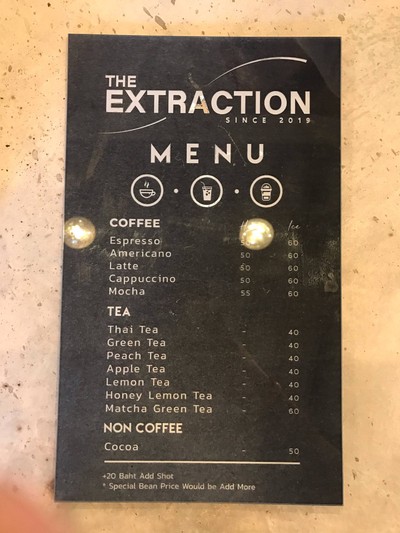 THE
EXTRACTION
SINCE 2019
MENU
COFFEE Ice
Espresso 60
Americano 50 60
Latte 50 60
Cappuccino 50 60
Mocha 55 60
TEA
Thai Tea - 40
Green Tea - 40
Peach Tea - 40
Apple Tea - 40
Lemon Tea - 40
Honey Lemon Tea - 40
Matcha Green Tea - 60
NON COFFEE
Cocoa - 50
+20 Baht Add Shot
* Special Bean Price Would be Add More